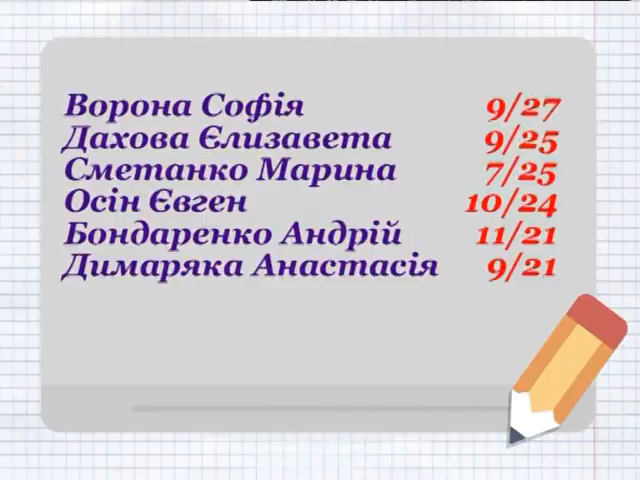 Ворона Софія 9/27
Дахова Єлизавета 9/25
Сметанко Марина 7/25
Осін Євген 10/24
Бондаренко Андрій 11/21
Димаряка Анастасія 9/21